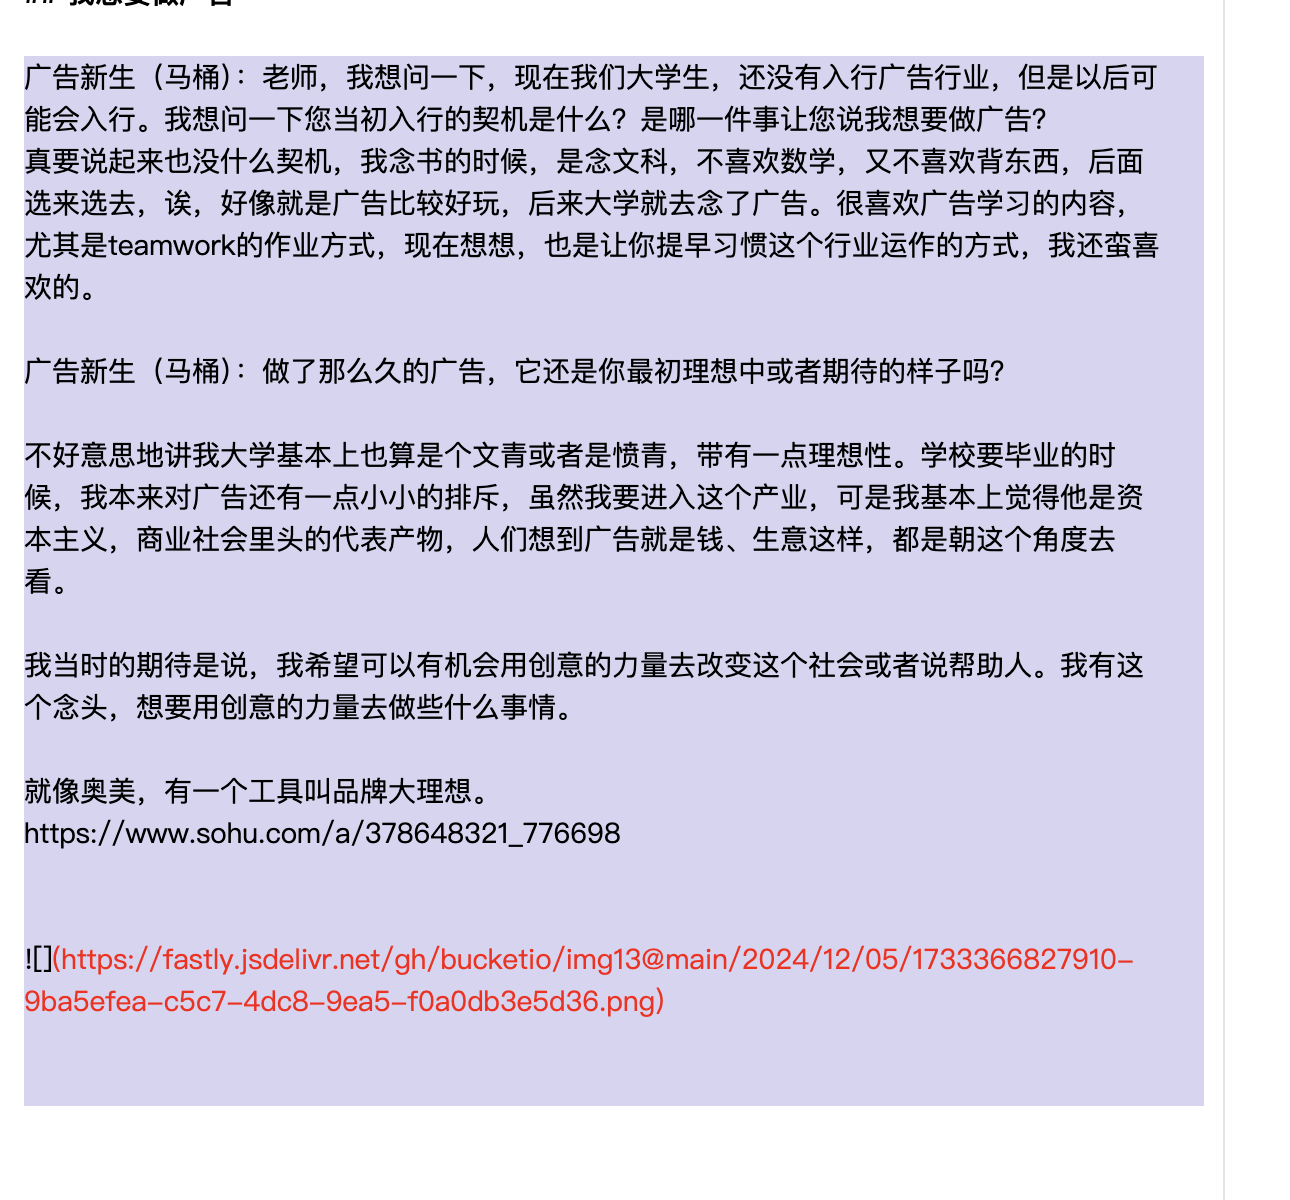 ## 我想要做广告
广告新生（马桶）：老师，我想问一下，现在我们大学生，还没有入行广告行业，但是以后可
能会入行。我想问一下您当初入行的契机是什么？是哪一件事让您说我想要做广告？
真要说起来也没什么契机，我念书的时候，是念文科，不喜欢数学，又不喜欢背东西，后面
选来选去，诶，好像就是广告比较好玩，后来大学就去念了广告。很喜欢广告学习的内容，
尤其是teamwork的作业方式，现在想想，也是让你提早习惯这个行业运作的方式，我还蛮喜
欢的。
广告新生（马桶）：做了那么久的广告，它还是你最初理想中或者期待的样子吗？
不好意思地讲我大学基本上也算是个文青或者是愤青，带有一点理想性。学校要毕业的时
候，我本来对广告还有一点小小的排斥，虽然我要进入这个产业，可是我基本上觉得他是资
本主义，商业社会里头的代表产物，人们想到广告就是钱、生意这样，都是朝这个角度去
看。
我当时的期待是说，我希望可以有机会用创意的力量去改变这个社会或者说帮助人。我有这
个念头，想要用创意的力量去做些什么事情。
就像奥美，有一个工具叫品牌大理想。
https://www.sohu.com/a/378648321_776698
![](https://fastly.jsdelivr.net/gh/bucketio/img13@main/2024/12/05/1733366827910-
9ba5efea-c5c7-4dc8-9ea5-f0a0db3e5d36.png)